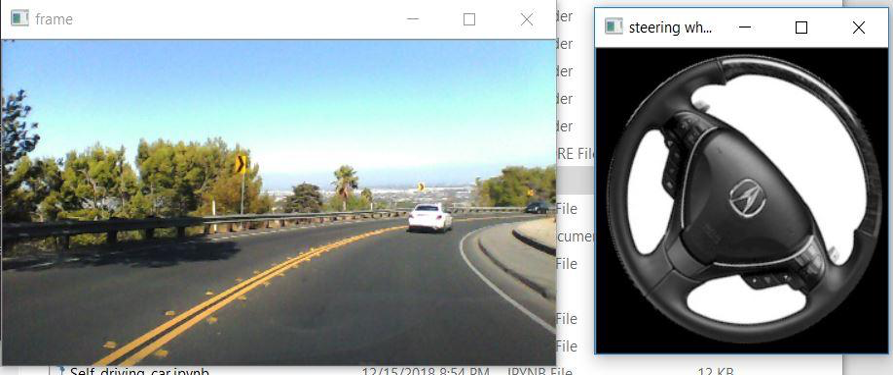 frame
steering wh...
der
der
der
der
der
RE File
File
File
File
File
Self_driving_car.ipynb
12/15/2018 8:54 PM
IPYNB File
12 KB